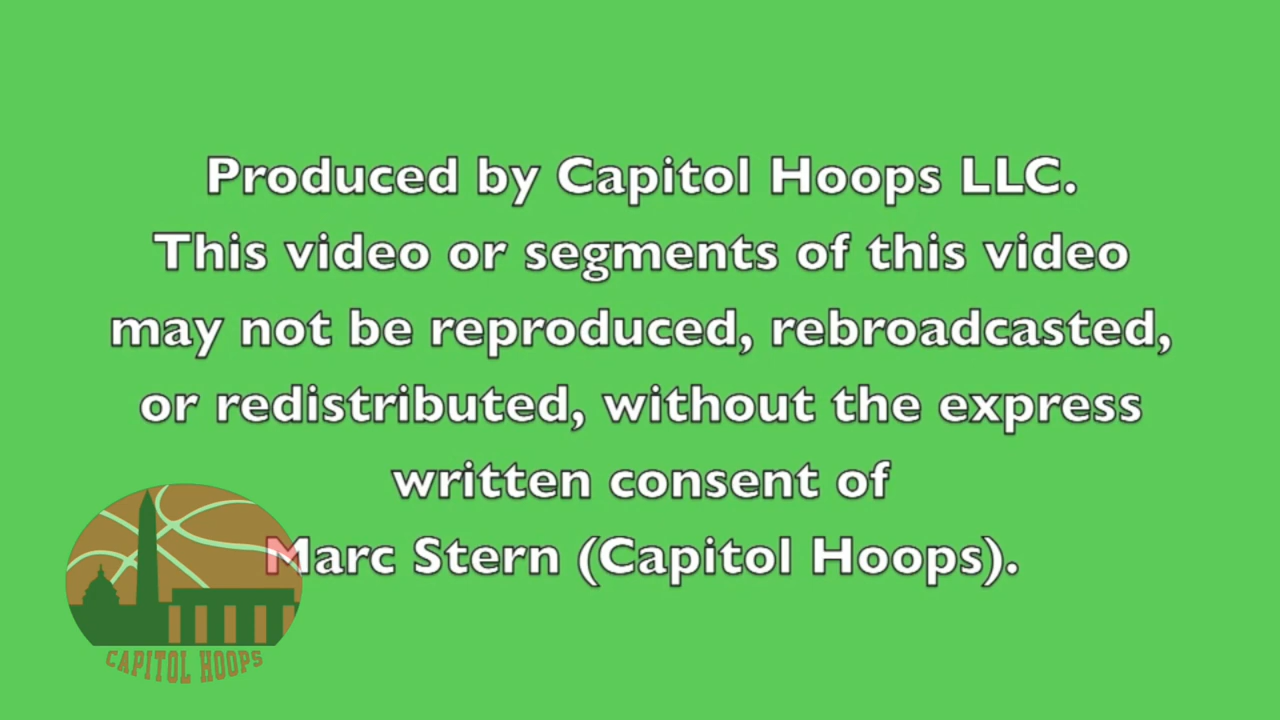 Produced by Capitol Hoops LLC.
This video or segments of this video
may not be reproduced, rebroadcasted,
or redistributed, without the express
written consent of
Marc Stern (Capitol Hoops).
CAPITOL HOOPS